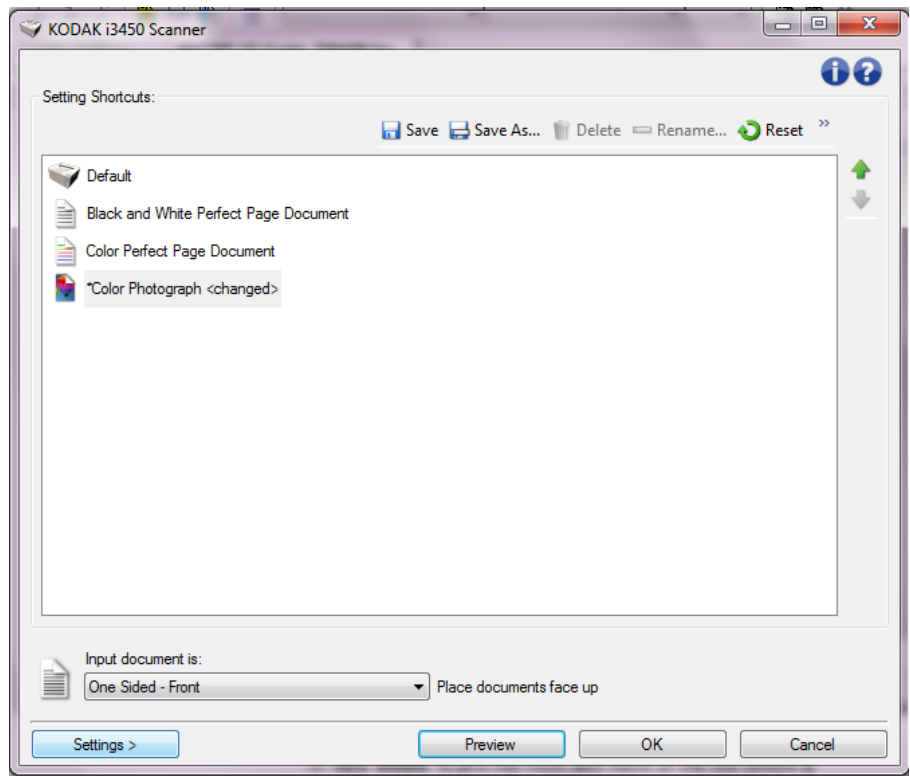 KODAK i3450 Scanner
Setting Shortcuts:
Save Save As... Delete Rename... Reset »
Default
Black and White Perfect Page Document
Color Perfect Page Document
*Color Photograph <changed>
Input document is:
One Sided - Front Place documents face up
Settings > Preview OK Cancel